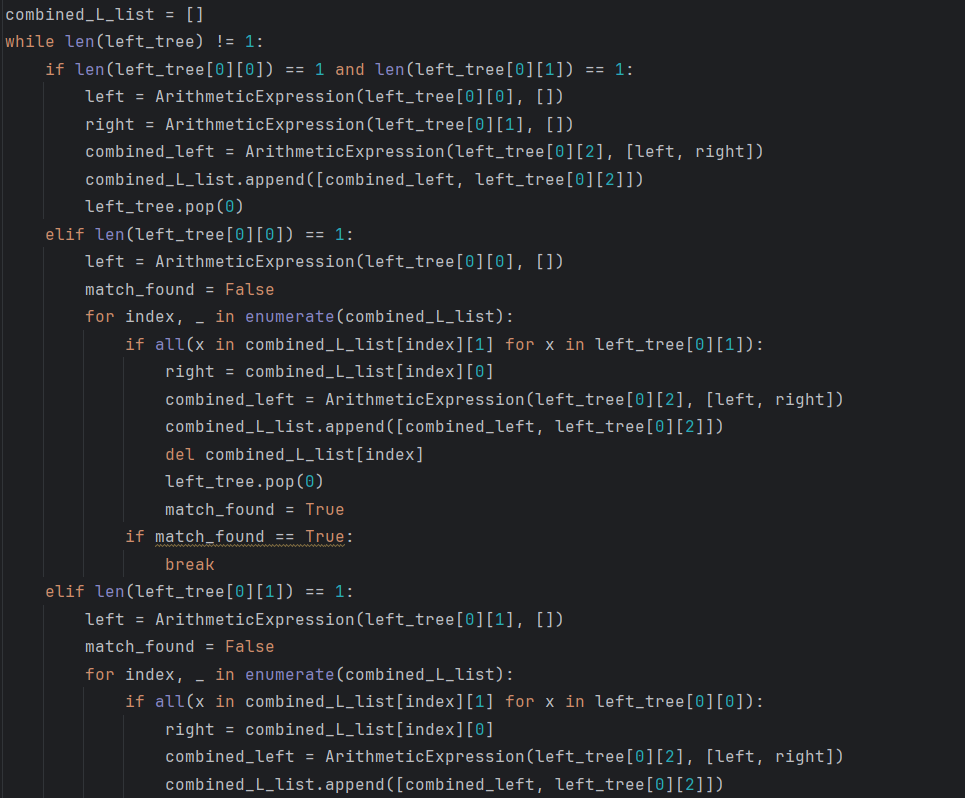 combined_L_list = []
while len(left_tree) != 1:
    if len(left_tree[0][0]) == 1 and len(left_tree[0][1]) == 1:
        left = ArithmeticExpression(left_tree[0][0], [])
        right = ArithmeticExpression(left_tree[0][1], [])
        combined_left = ArithmeticExpression(left_tree[0][2], [left, right])
        combined_L_list.append([combined_left, left_tree[0][2]])
        left_tree.pop(0)
    elif len(left_tree[0][0]) == 1:
        left = ArithmeticExpression(left_tree[0][0], [])
        match_found = False
        for index, _ in enumerate(combined_L_list):
            if all(x in combined_L_list[index][1] for x in left_tree[0][1]):
                right = combined_L_list[index][0]
                combined_left = ArithmeticExpression(left_tree[0][2], [left, right])
                combined_L_list.append([combined_left, left_tree[0][2]])
                del combined_L_list[index]
                left_tree.pop(0)
                match_found = True
            if match_found == True:
                break
    elif len(left_tree[0][1]) == 1:
        left = ArithmeticExpression(left_tree[0][1], [])
        match_found = False
        for index, _ in enumerate(combined_L_list):
            if all(x in combined_L_list[index][1] for x in left_tree[0][0]):
                right = combined_L_list[index][0]
                combined_left = ArithmeticExpression(left_tree[0][2], [left, right])
                combined_L_list.append([combined_left, left_tree[0][2]])